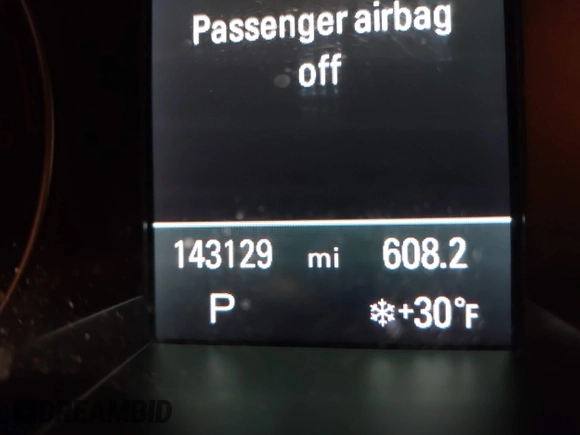 Passenger airbag
off
143129 mi 608.2
P ❄+30°F
DREAMBID